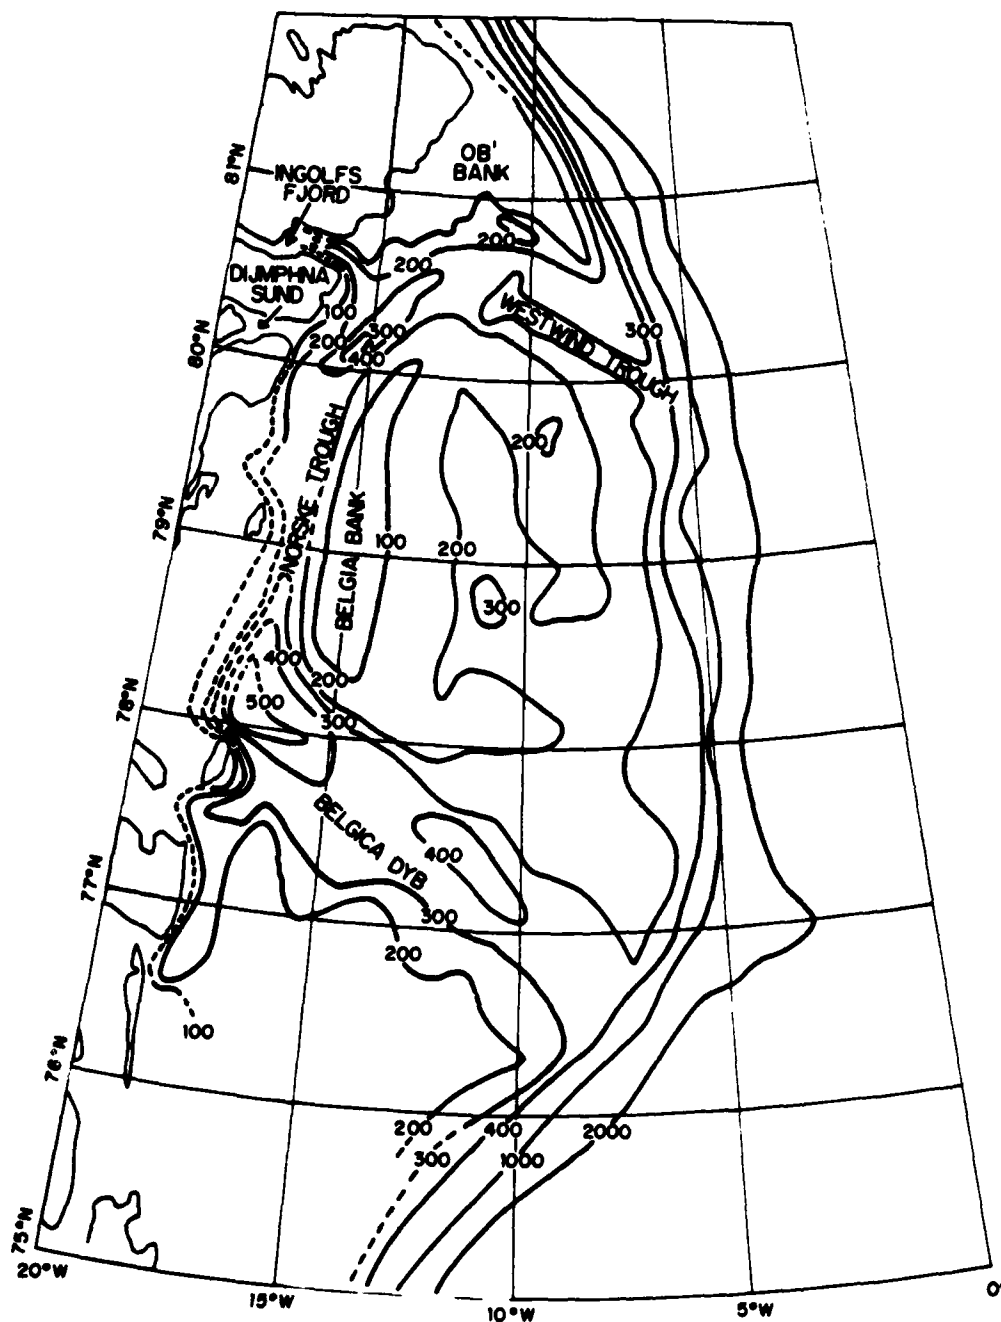 81°N
INGOLFS
FJORD
OB'
BANK
200
200
DIJMPHNA
SUND
100
200
300
400
WESTWIND TROUGH
300
80°N
NORSKE TROUGH
BELGIA BANK
200
100
200
79°N
300
400
200
500
300
78°N
BELGICA DYB
400
77°N
300
200
100
76°N
200
400
2000
300
1000
75°N
20°W
15°W
10°W
5°W
0°